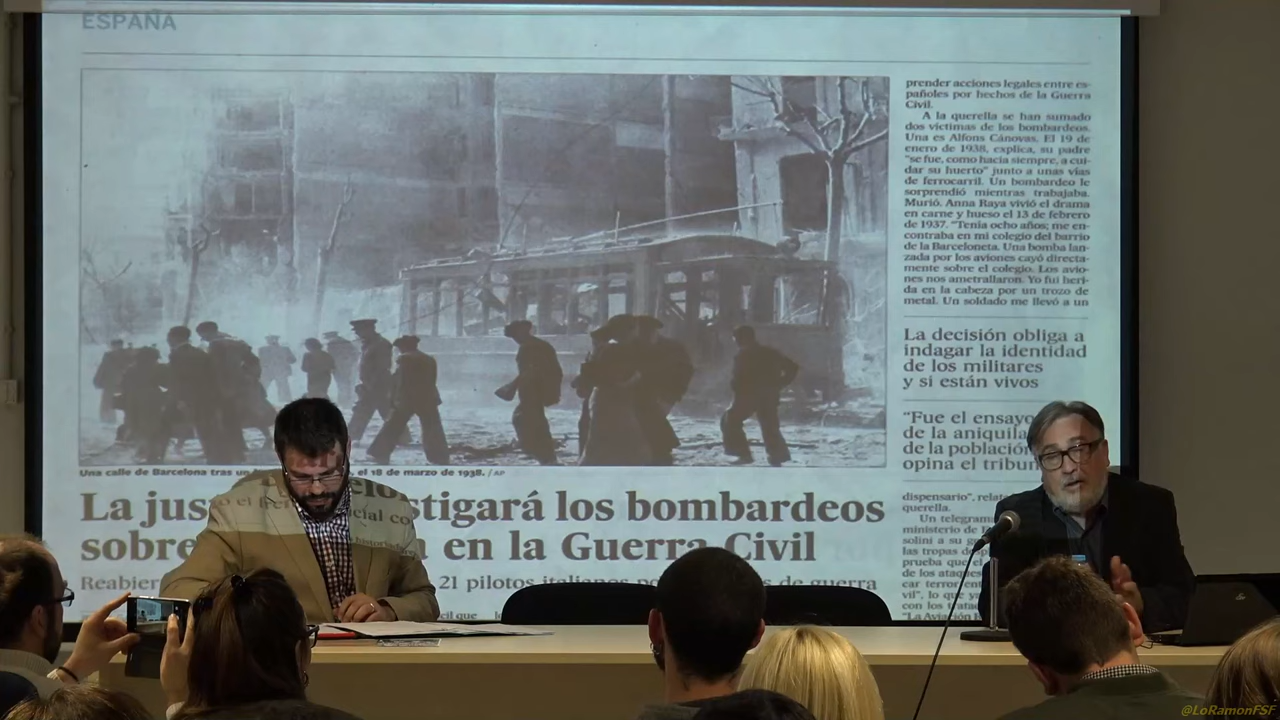 ESPAÑA
prender acciones legales entre es-
pañoles por hechos de la Guerra
Civil.
A la querella se han sumado
dos víctimas de los bombardeos.
Una es Alfons Cánovas. El 19 de
enero de 1938, explica, su padre
"se fue, como hacía siempre, a cui-
dar su huerto" junto a unas vías
de ferrocarril. Un bombardeo le
sorprendió mientras trabajaba.
Murió. Anna Raya vivió el drama
en carne y hueso el 13 de febrero
de 1937. "Tenía ocho años; me en-
contraba en mi colegio del barrio
de la Barceloneta. Una bomba lan-
zada por los aviones cayó directa-
mente sobre el colegio. Los avio-
nes nos ametrallaron. Yo fui heri-
da en la cabeza por un trozo de
metal. Un soldado me llevó a un
La decisión obliga a
indagar la identidad
de los militares
y si están vivos
"Fue el ensayo
de la aniquila
de la población
opina el tribun
Una calle de Barcelona tras un , el 18 de marzo de 1938. / AP
La jus stigará los bombardeos
sobre en la Guerra Civil
Reabier 21 pilotos italianos de guerra
dispensario", relat
querella.
Un telegrama
ministerio de
solini a su
las tropas
prueba que el
de los ataques
car terror en
vil", lo que
con los
"La Aviación
@LoRamonFSF